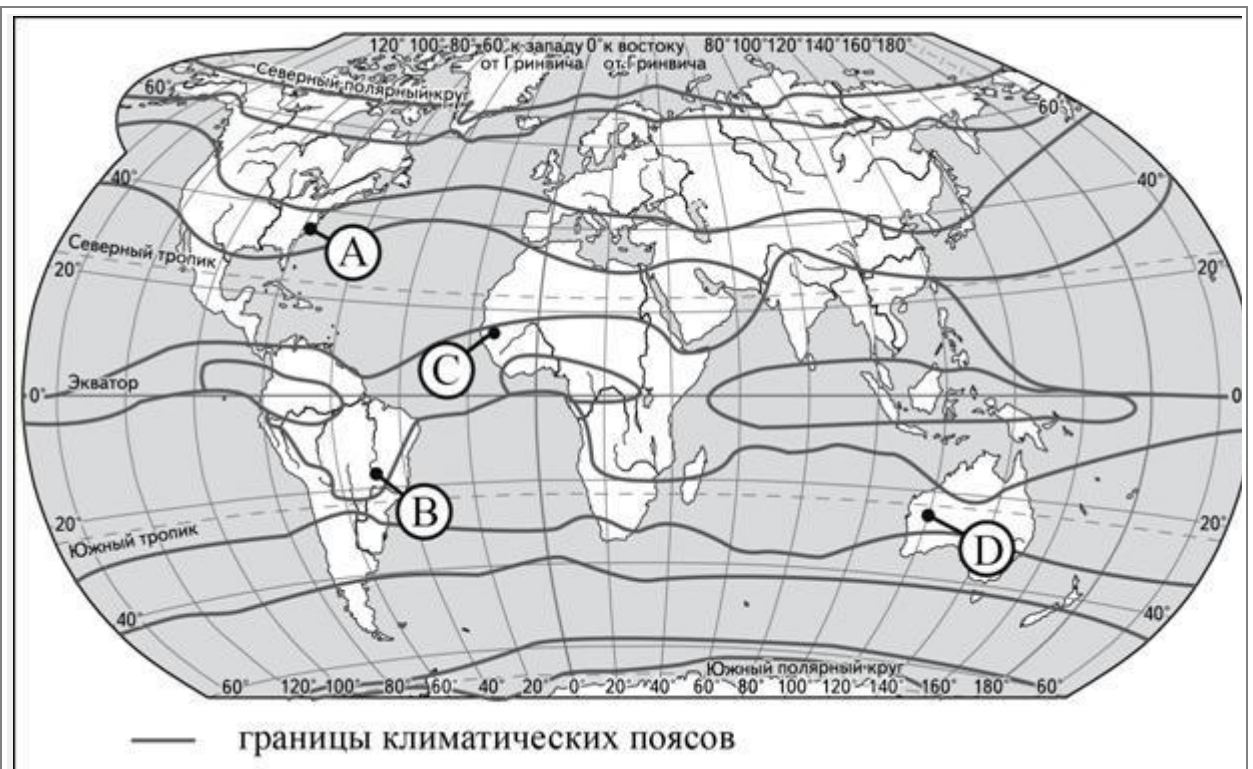 120° 100° 80° 60° к западу 0° к востоку 80° 100° 120° 140° 160° 180°
от Гринвича от Гринвича
Северный полярный круг
60° 60°
40° 40°
A
Северный тропик
20° 20°
C
Экватор
0° 0
B
D
20° 20°
Южный тропик
40° 40°
Южный полярный круг
60° 120° 100° 80° 60° 40° 20° 0° 20° 40° 60° 80° 100° 120° 140° 160° 180° 60°
границы климатических поясов